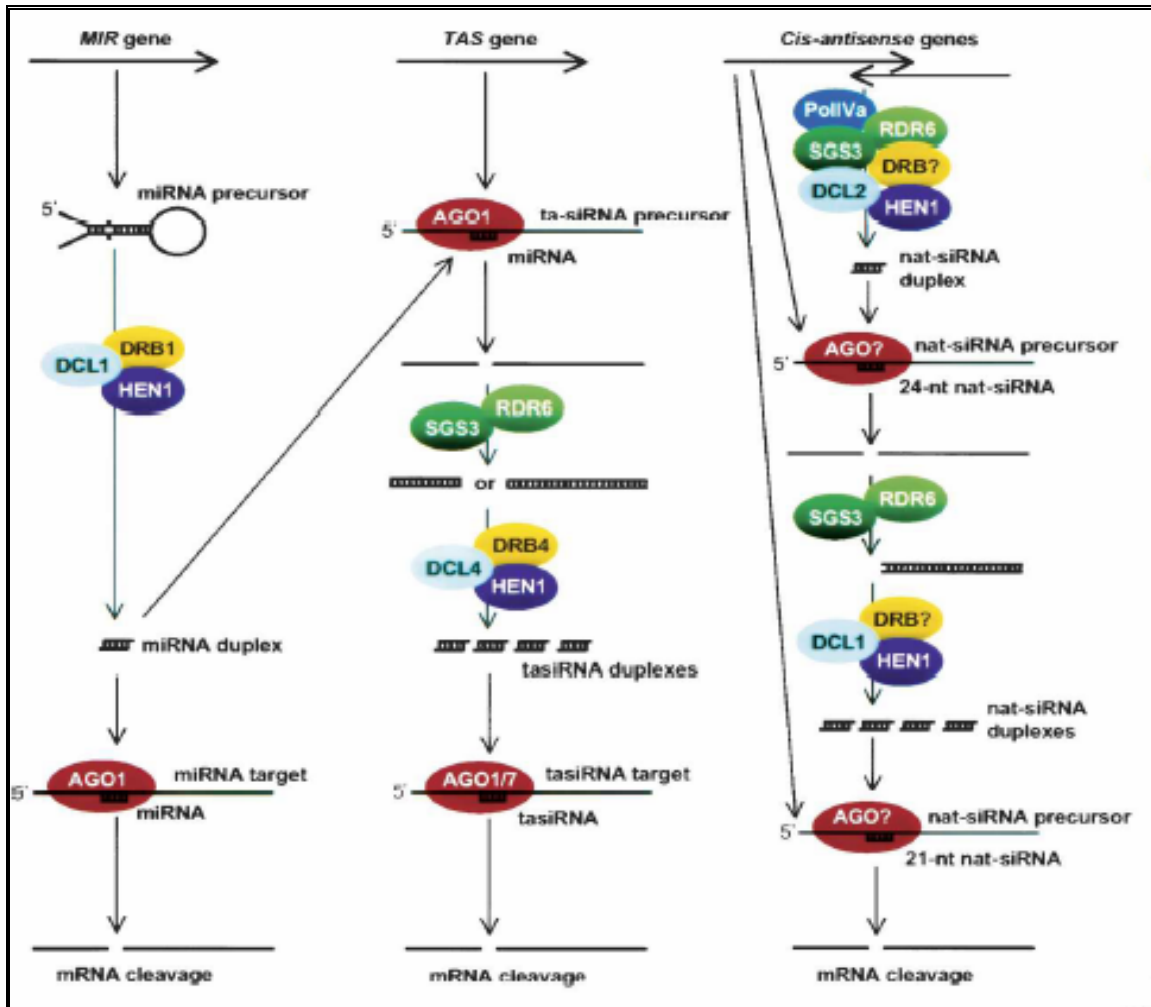 MIR gene
miRNA precursor
5'
DCL1
DRB1
HEN1
miRNA duplex
AGO1
miRNA target
5'
miRNA
mRNA cleavage
TAS gene
AGO1
ta-siRNA precursor
5'
miRNA
SGS3
RDR6
or
DRB4
DCL4
HEN1
tasiRNA duplexes
AGO1/7
tasiRNA target
5'
tasiRNA
mRNA cleavage
Cis-antisense genes
PolIVa
RDR6
SGS3
DRB?
DCL2
HEN1
nat-siRNA
duplex
AGO?
nat-siRNA precursor
5'
24-nt nat-siRNA
RDR6
SGS3
DRB?
DCL1
HEN1
nat-siRNA
duplexes
AGO?
nat-siRNA precursor
5'
21-nt nat-siRNA
mRNA cleavage